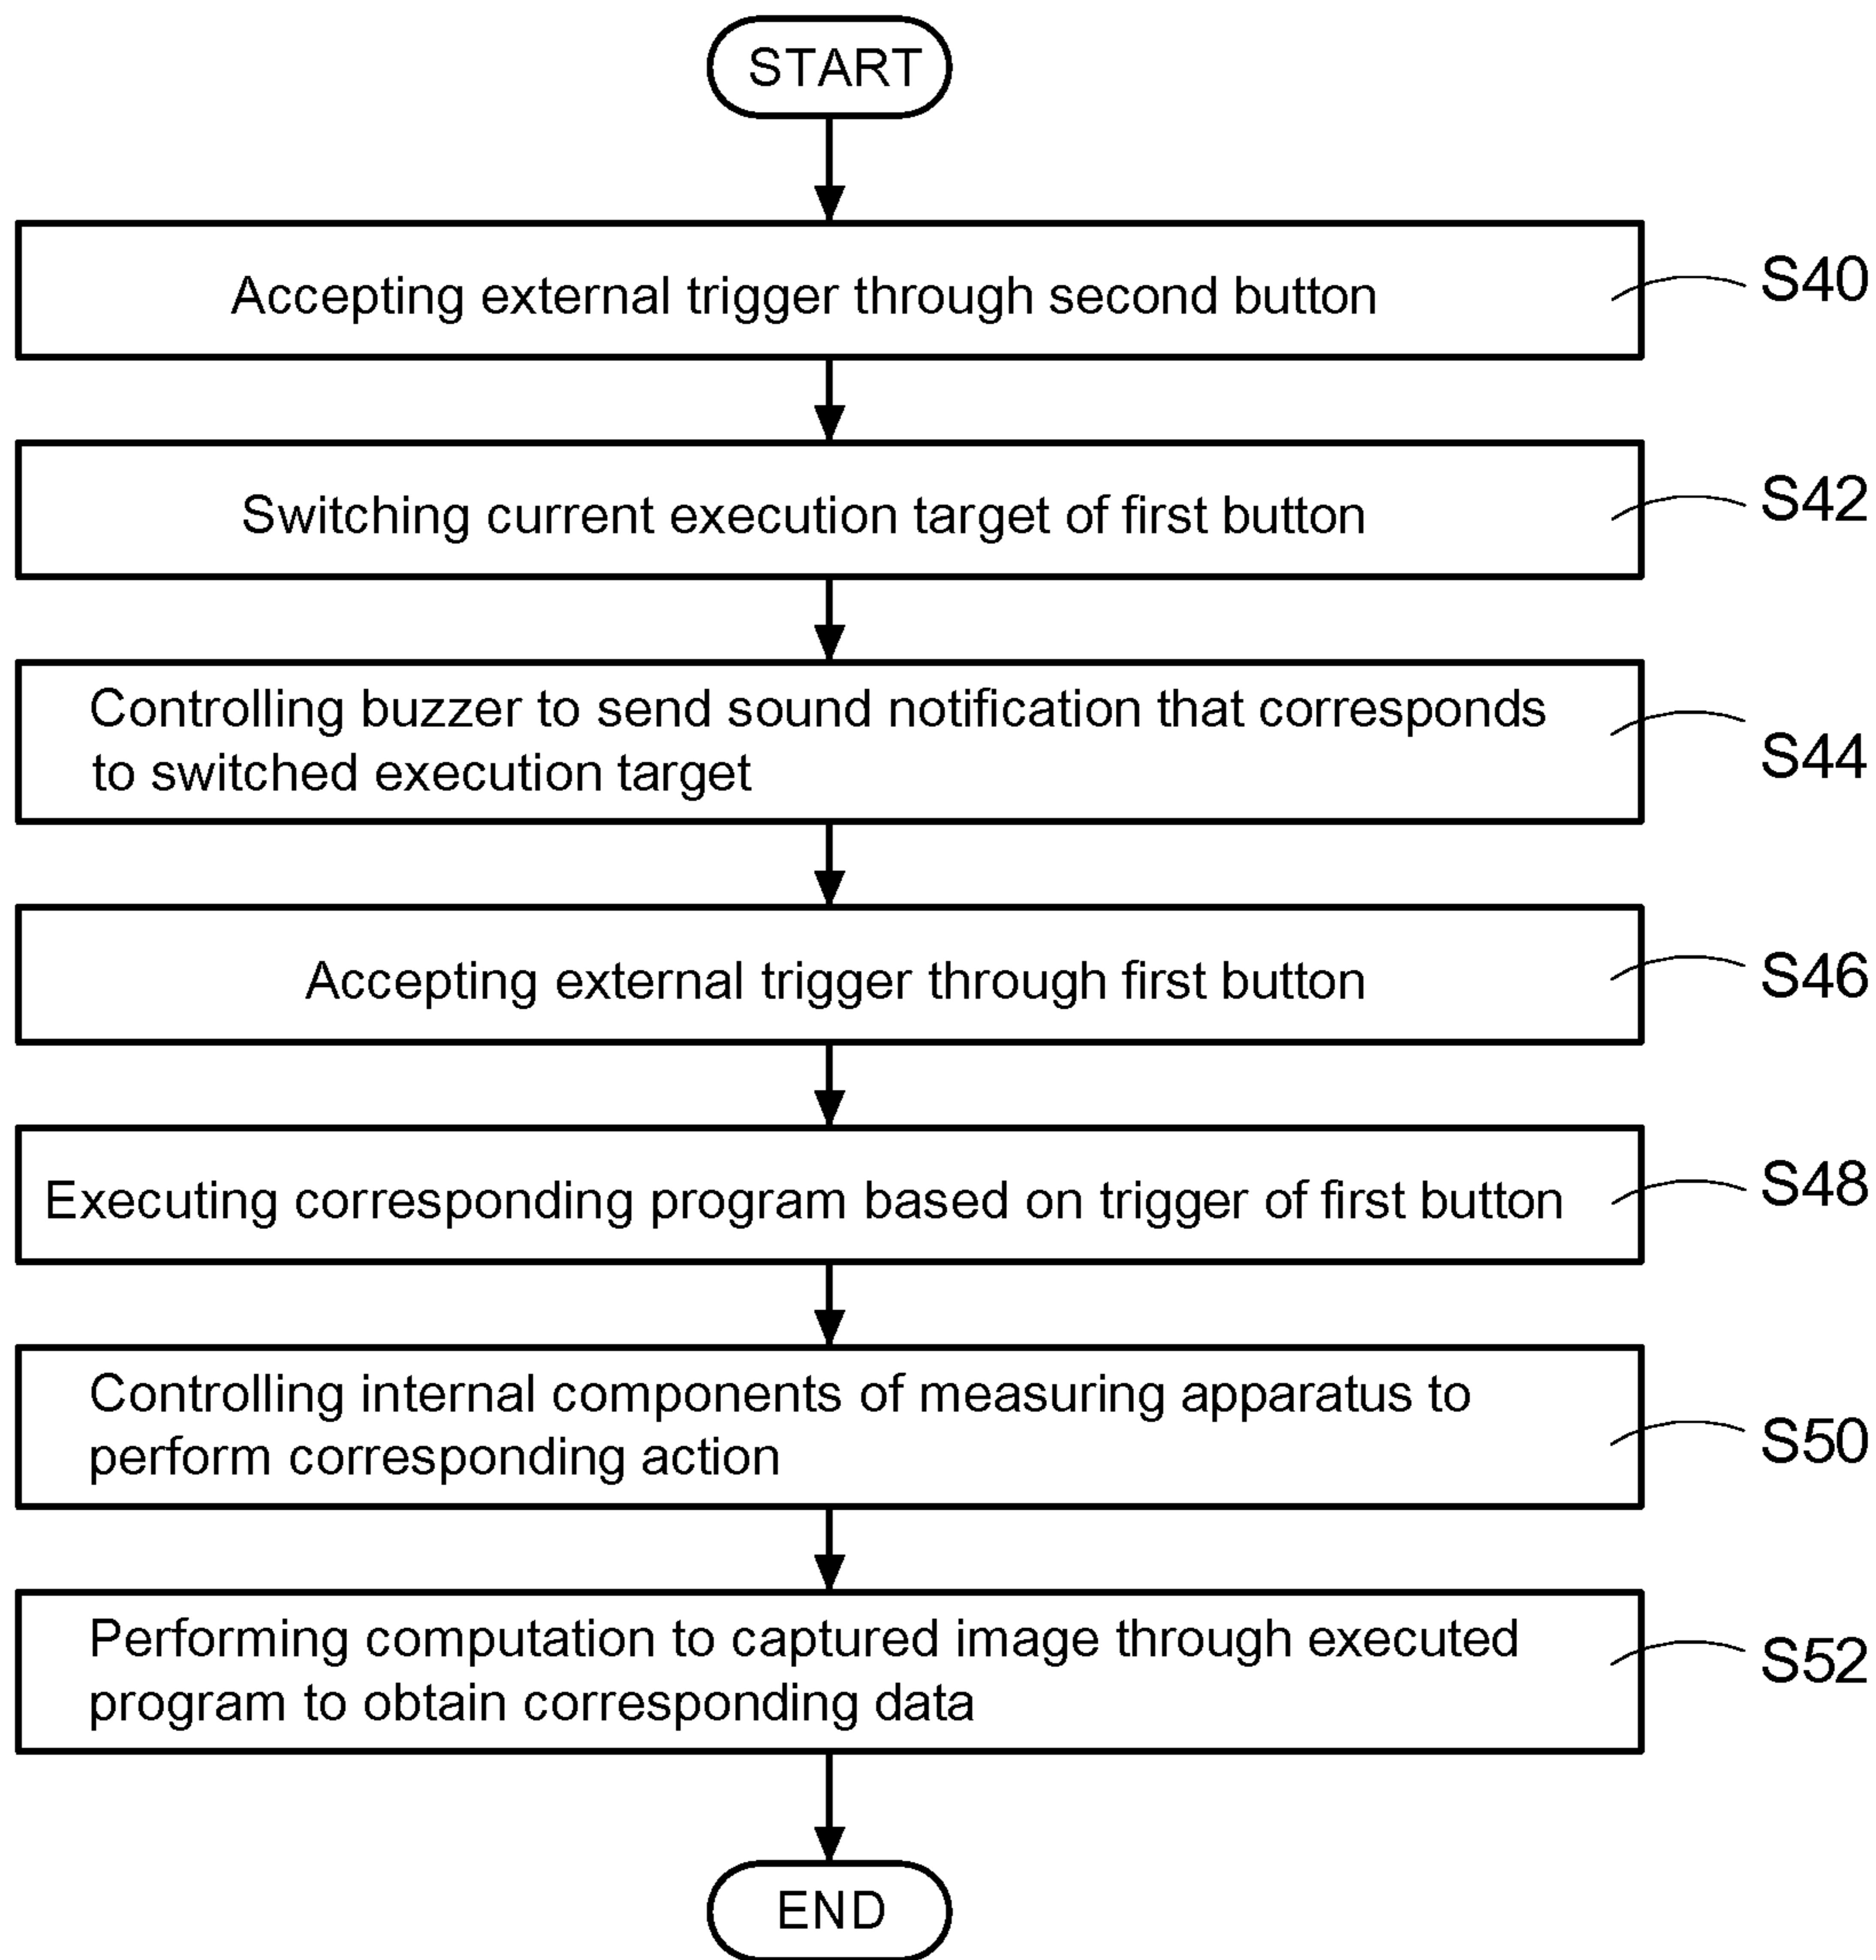 START
Accepting external trigger through second button
S40
Switching current execution target of first button
S42
Controlling buzzer to send sound notification that corresponds
to switched execution target
S44
Accepting external trigger through first button
S46
Executing corresponding program based on trigger of first button
S48
Controlling internal components of measuring apparatus to
perform corresponding action
S50
Performing computation to captured image through executed
program to obtain corresponding data
S52
END